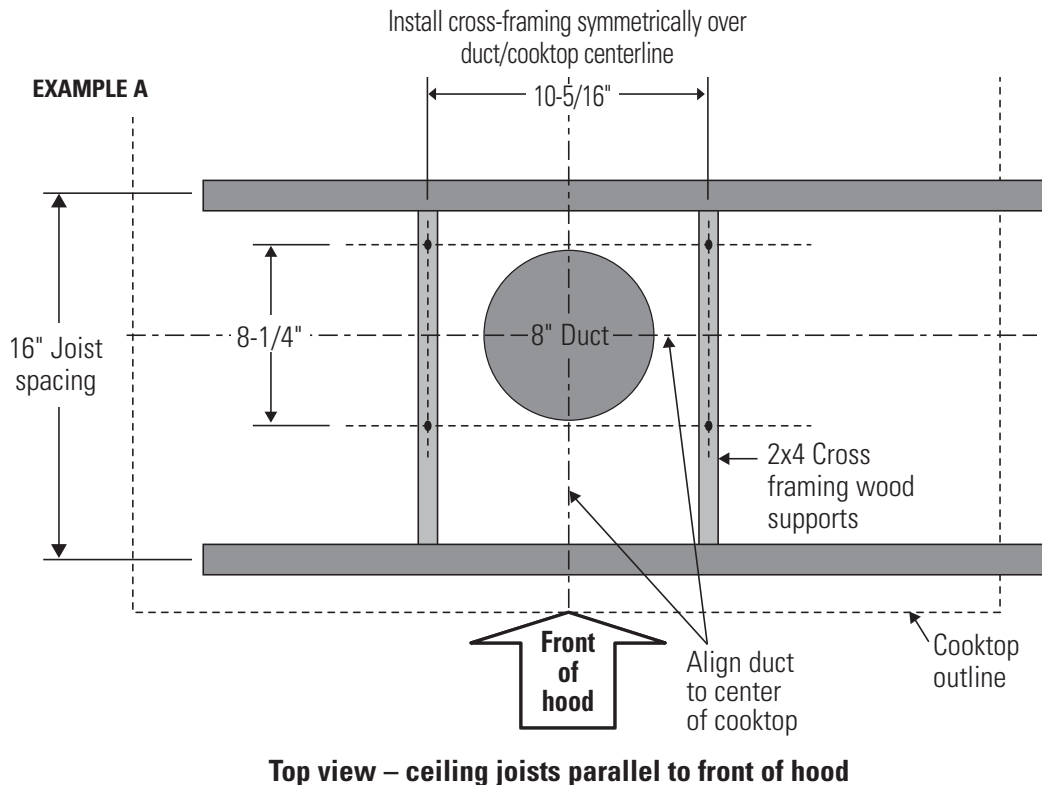 Install cross-framing symmetrically over
duct/cooktop centerline
EXAMPLE A
10-5/16"
8-1/4"
8" Duct
16" Joist
spacing
2x4 Cross
framing wood
supports
Front
of
hood
Align duct
to center
of cooktop
Cooktop
outline
Top view – ceiling joists parallel to front of hood